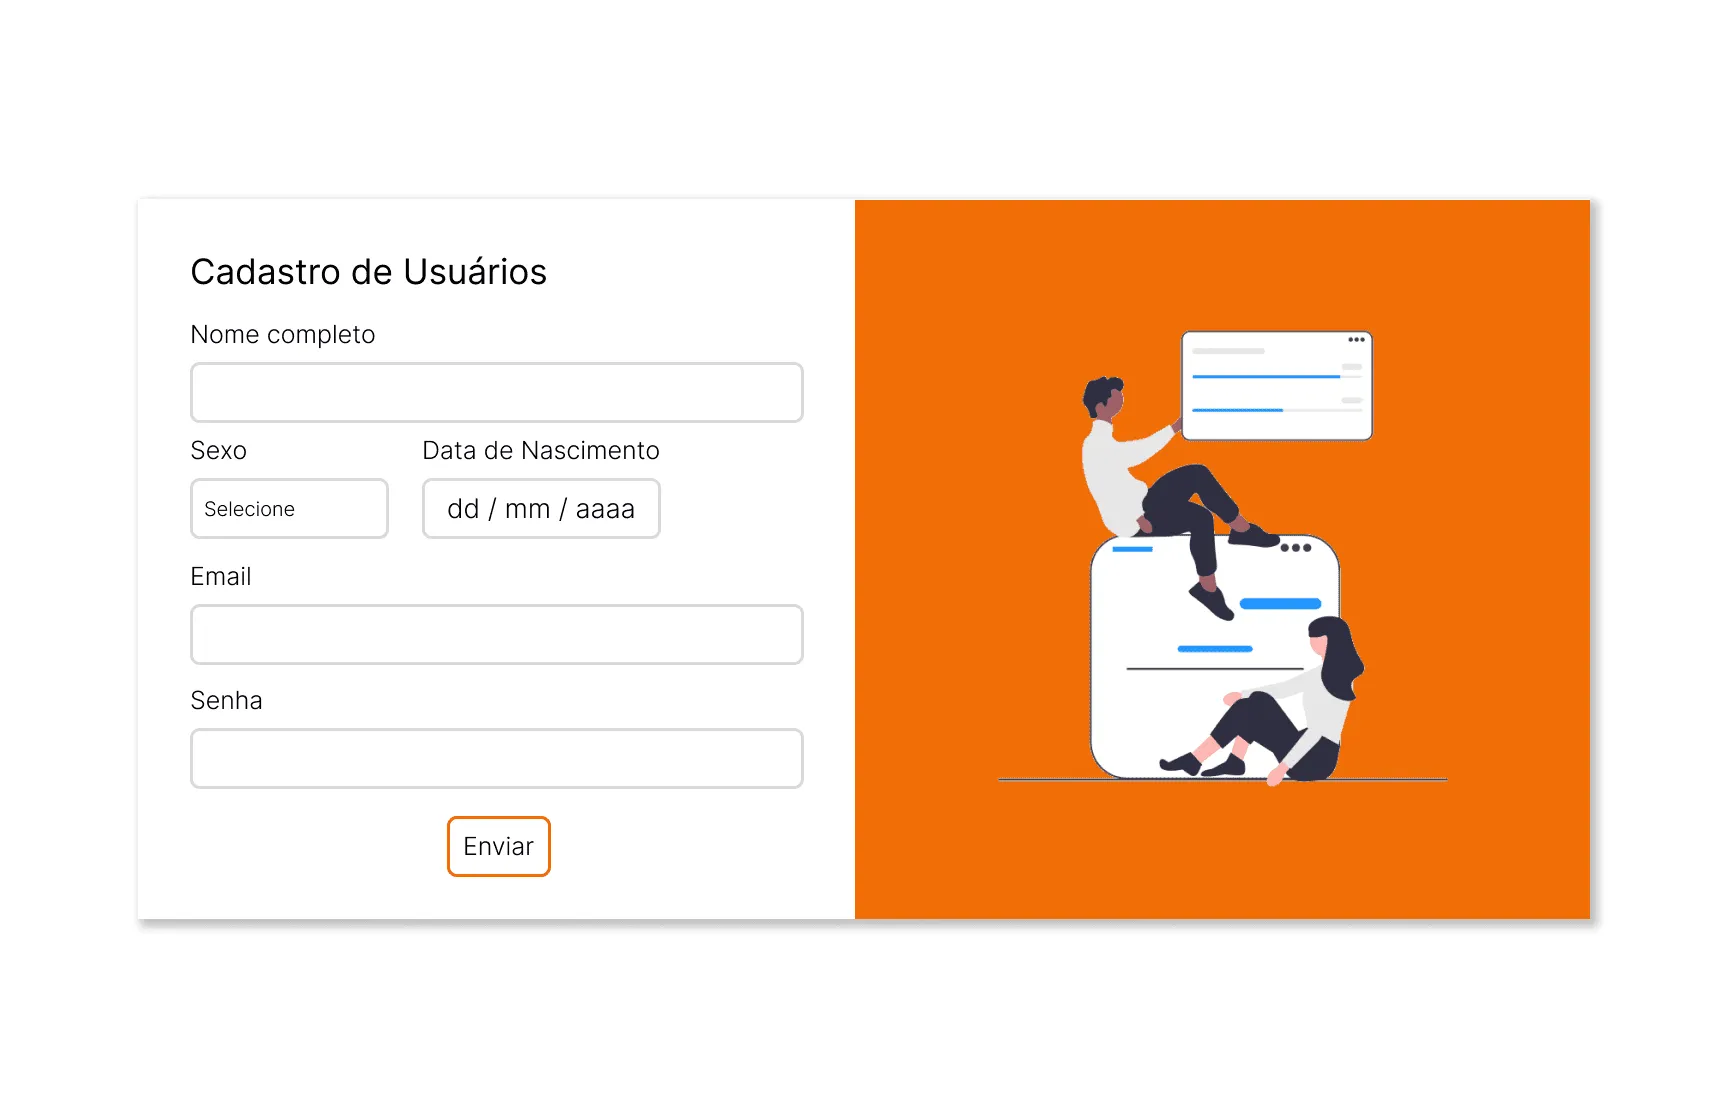 Cadastro de Usuários
Nome completo
Sexo
Data de Nascimento
Selecione
dd / mm / aaaa
Email
Senha
Enviar